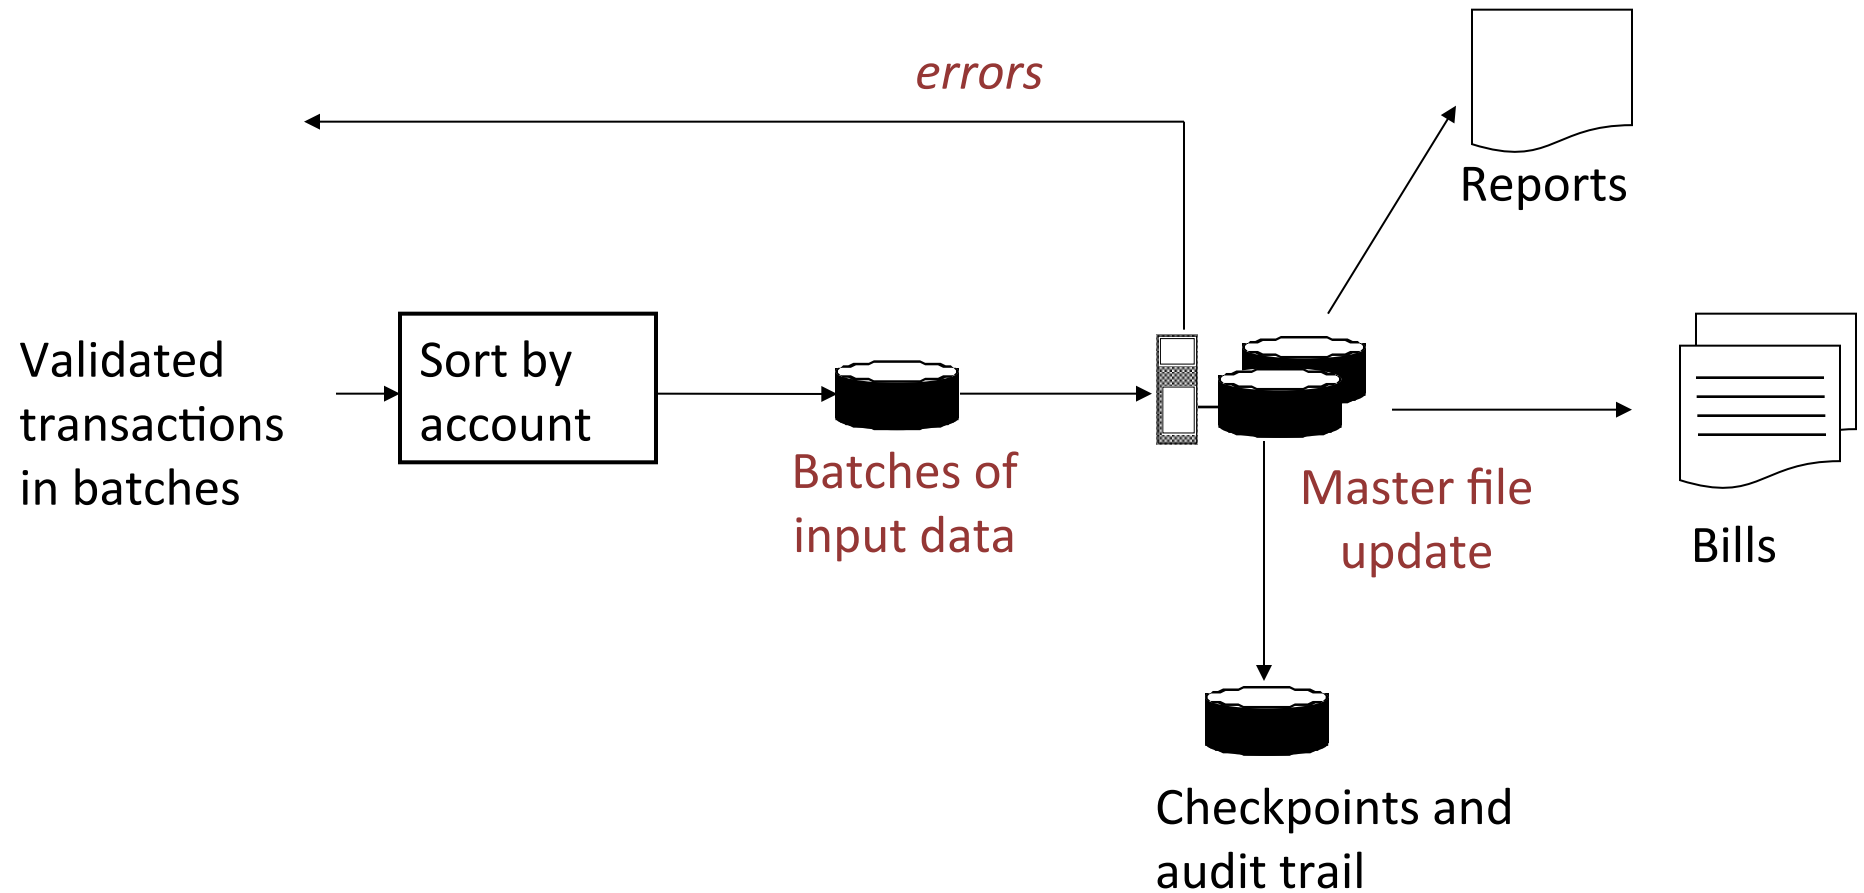 errors
Reports
Validated
transactions
in batches
Sort by
account
Batches of
input data
Master file
update
Bills
Checkpoints and
audit trail